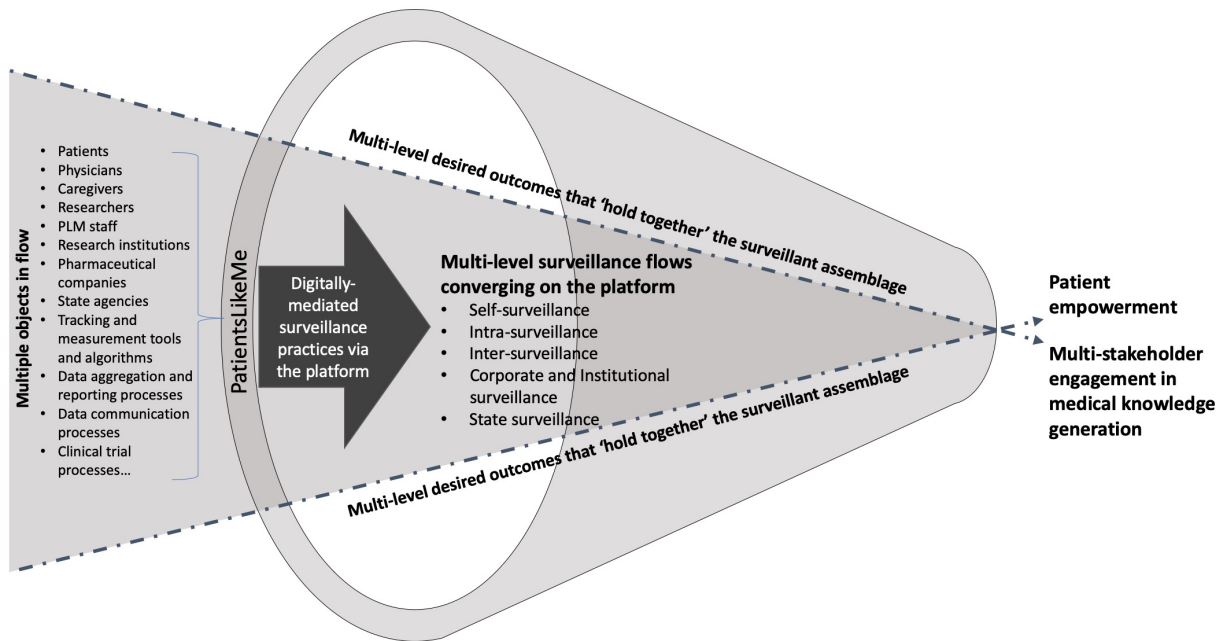 Multiple objects in flow
• Patients
• Physicians
• Caregivers
• Researchers
• PLM staff
• Research institutions
• Pharmaceutical
companies
• State agencies
• Tracking and
measurement tools
and algorithms
• Data aggregation and
reporting processes
• Data communication
processes
• Clinical trial
processes…
PatientsLikeMe
Digitally-
mediated
surveillance
practices via
the platform
Multi-level desired outcomes that ‘hold together’ the surveillant assemblage
Multi-level surveillance flows
converging on the platform
• Self-surveillance
• Intra-surveillance
• Inter-surveillance
• Corporate and Institutional
surveillance
• State surveillance
Multi-level desired outcomes that ‘hold together’ the surveillant assemblage
Patient
empowerment
Multi-stakeholder
engagement in
medical knowledge
generation